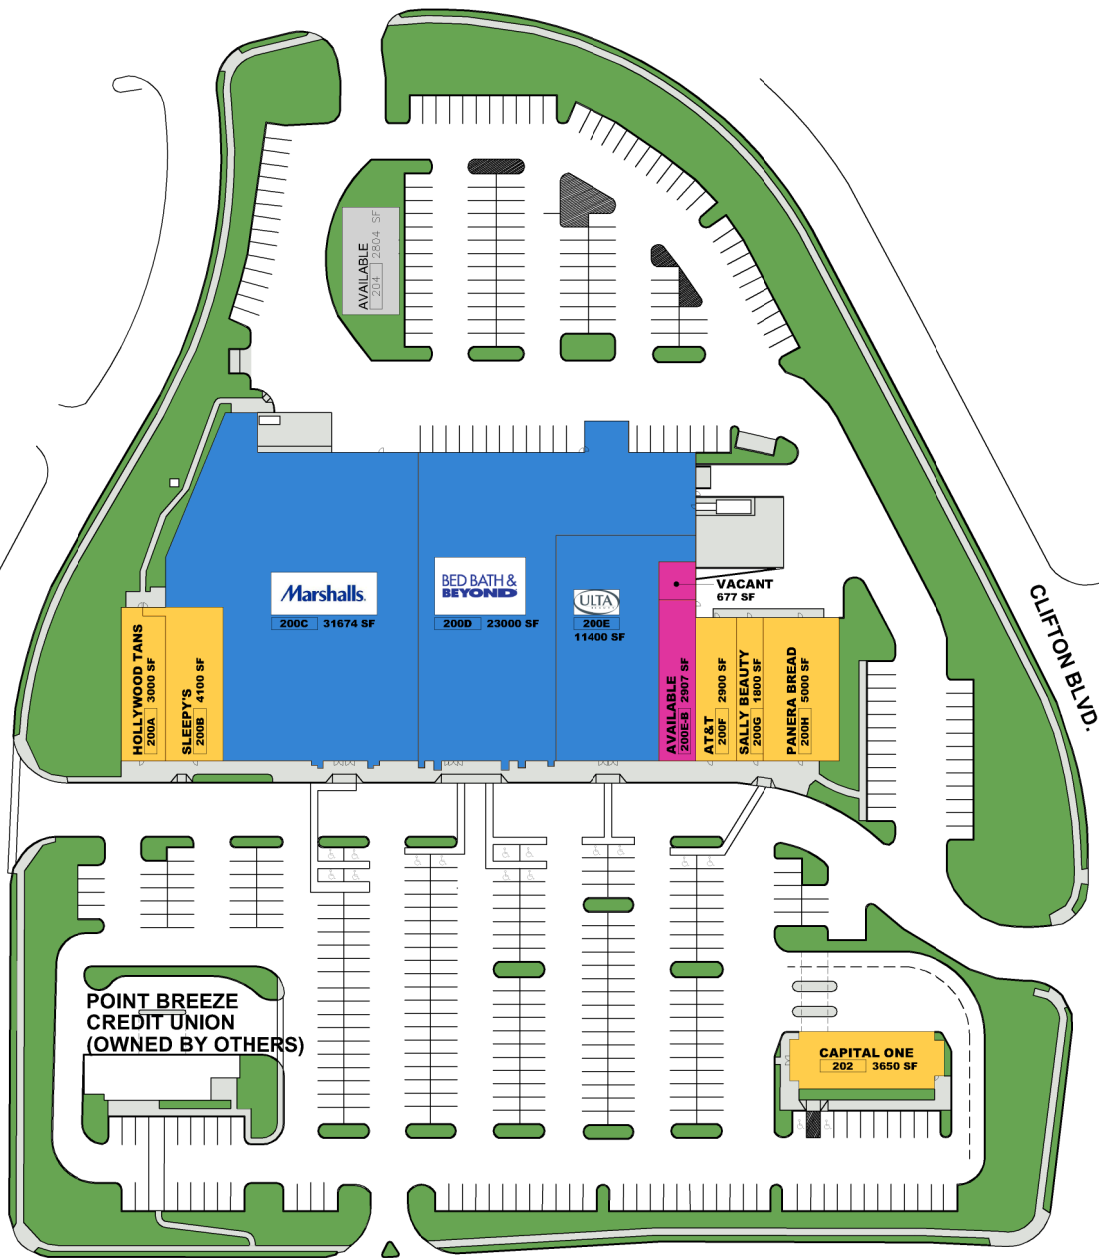 AVAILABLE
204 2804 SF
Marshalls.
200C 31674 SF
BED BATH &
BEYOND
200D 23000 SF
ULTA
200E
11400 SF
VACANT
677 SF
HOLLYWOOD TANS
200A 3000 SF
SLEEPY'S
200B 4100 SF
AVAILABLE
200E-B 2907 SF
AT&T
200F 2900 SF
SALLY BEAUTY
200G 1800 SF
PANERA BREAD
200H 5000 SF
CLIFTON BLVD.
POINT BREEZE
CREDIT UNION
(OWNED BY OTHERS)
CAPITAL ONE
202 3650 SF